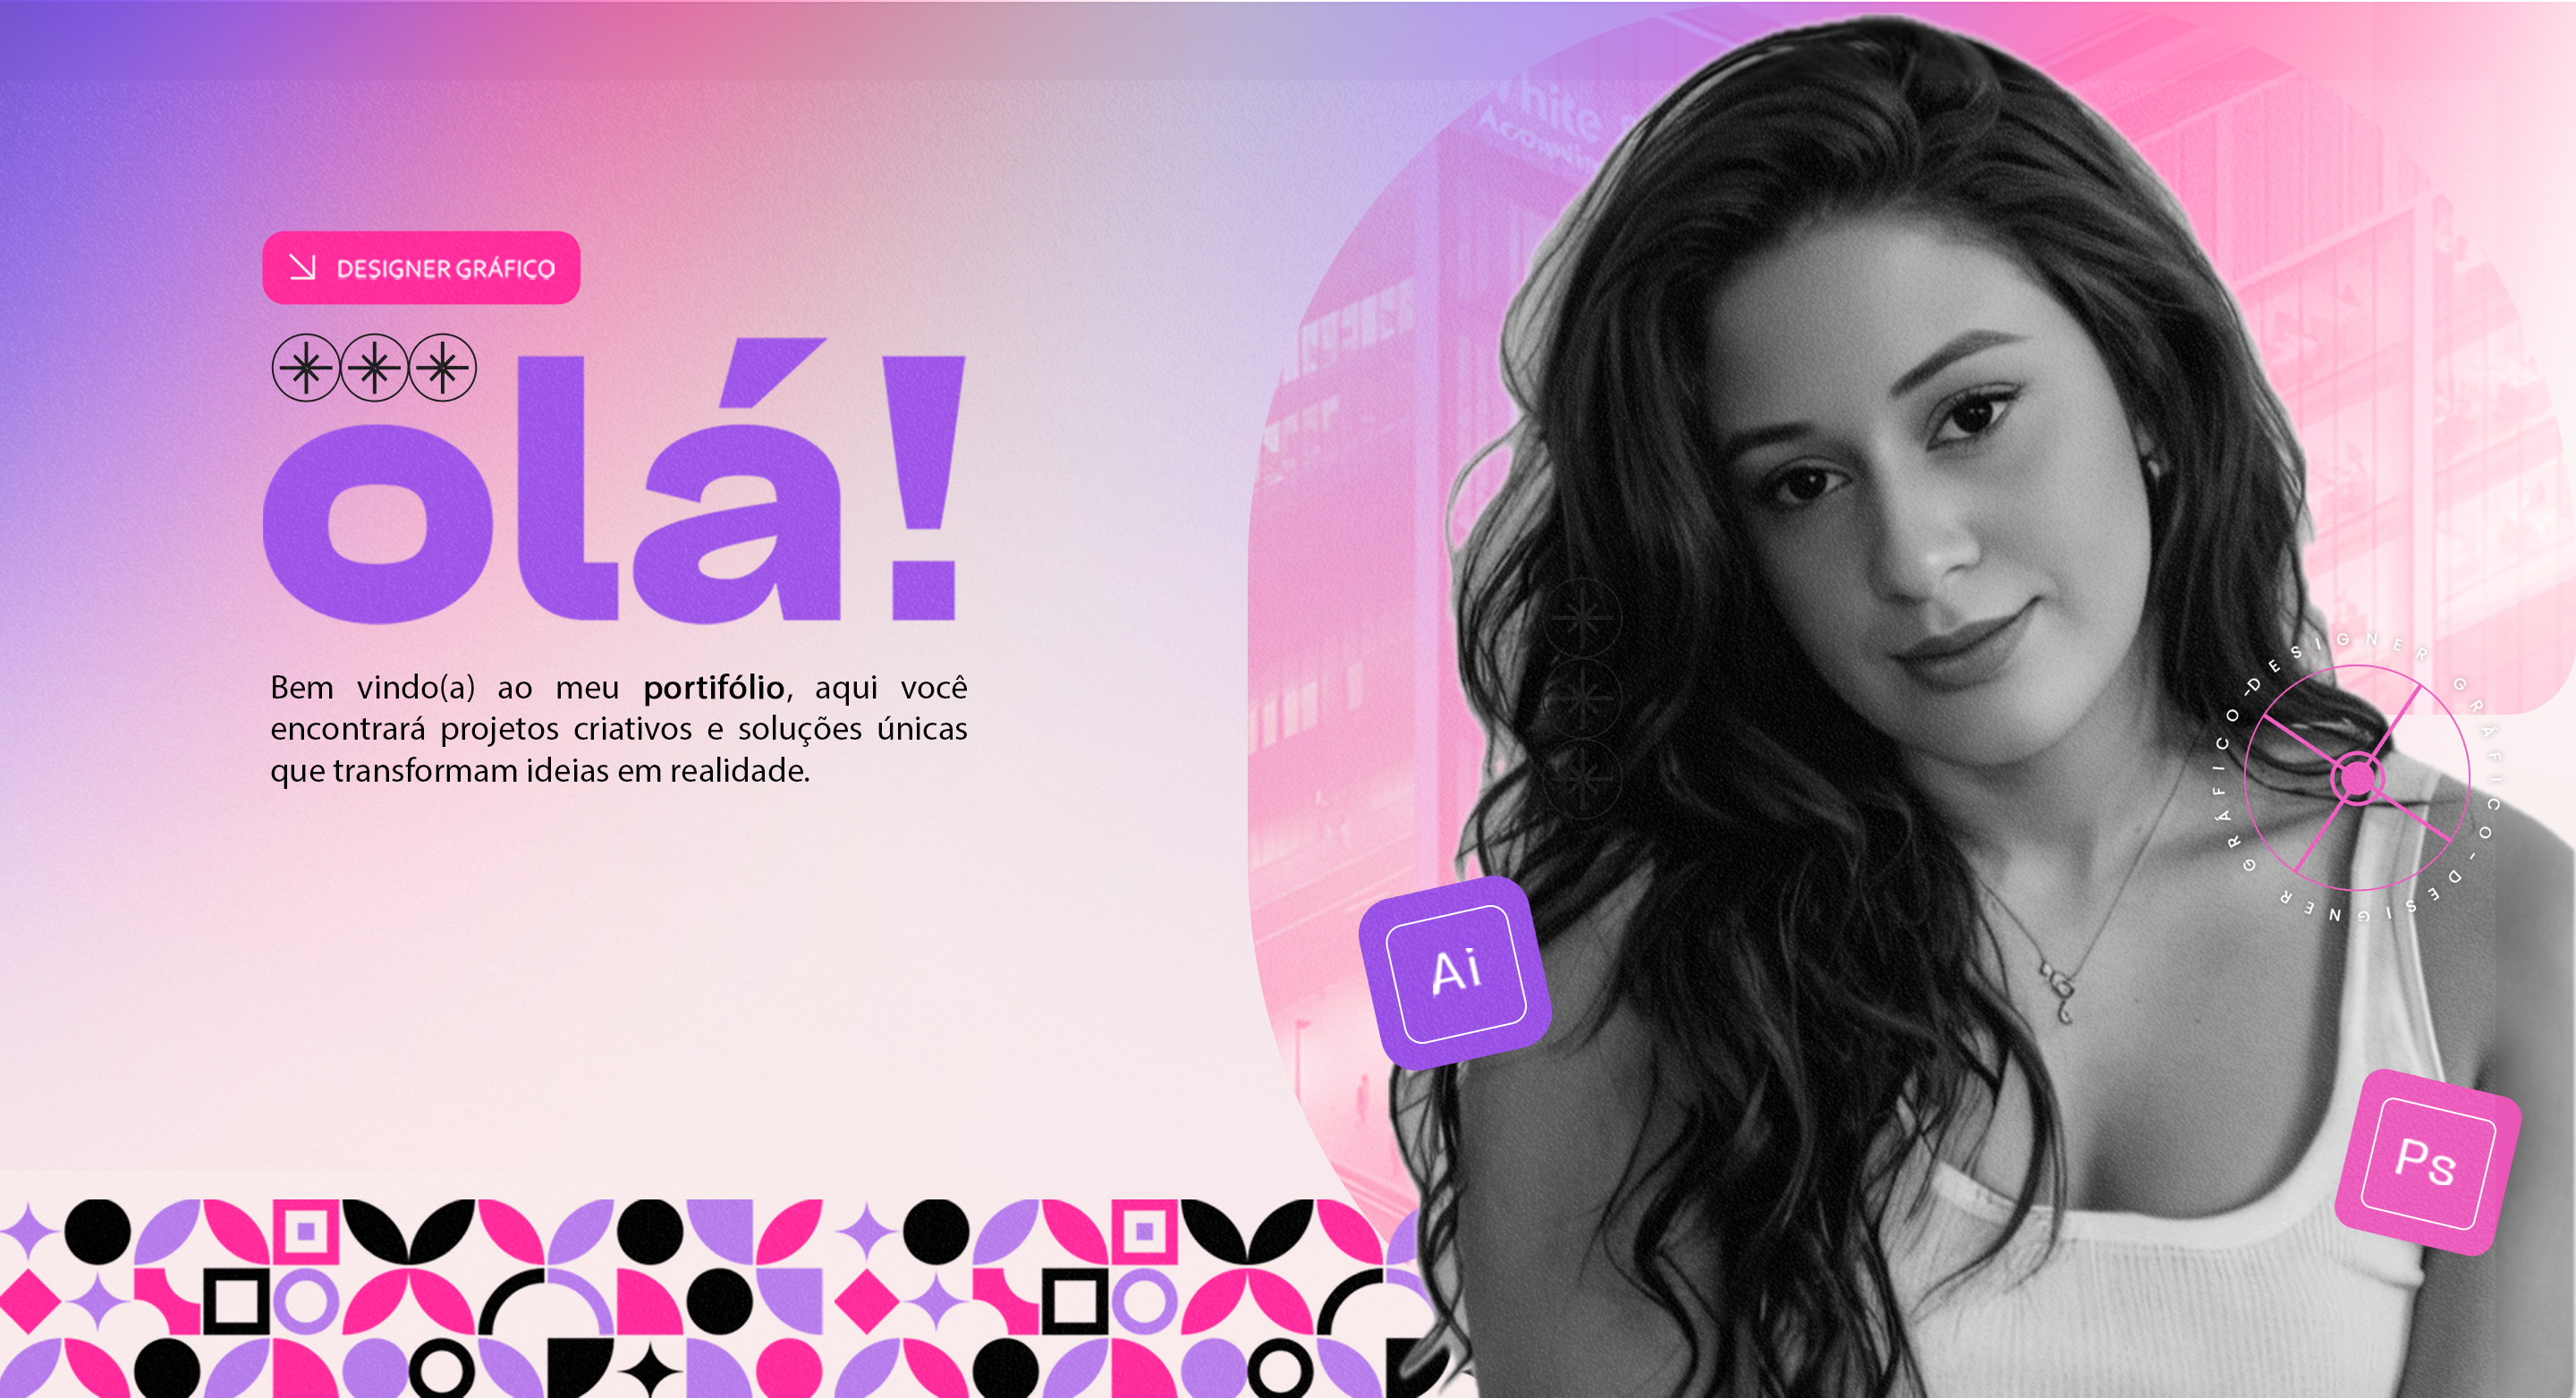 DESIGNER GRÁFICO
olá!
Bem vindo(a) ao meu portifólio, aqui você
encontrará projetos criativos e soluções únicas
que transformam ideias em realidade.
Ai
Ps
DESIGNER GRÁFICO-DESIGNER GRÁFICO-